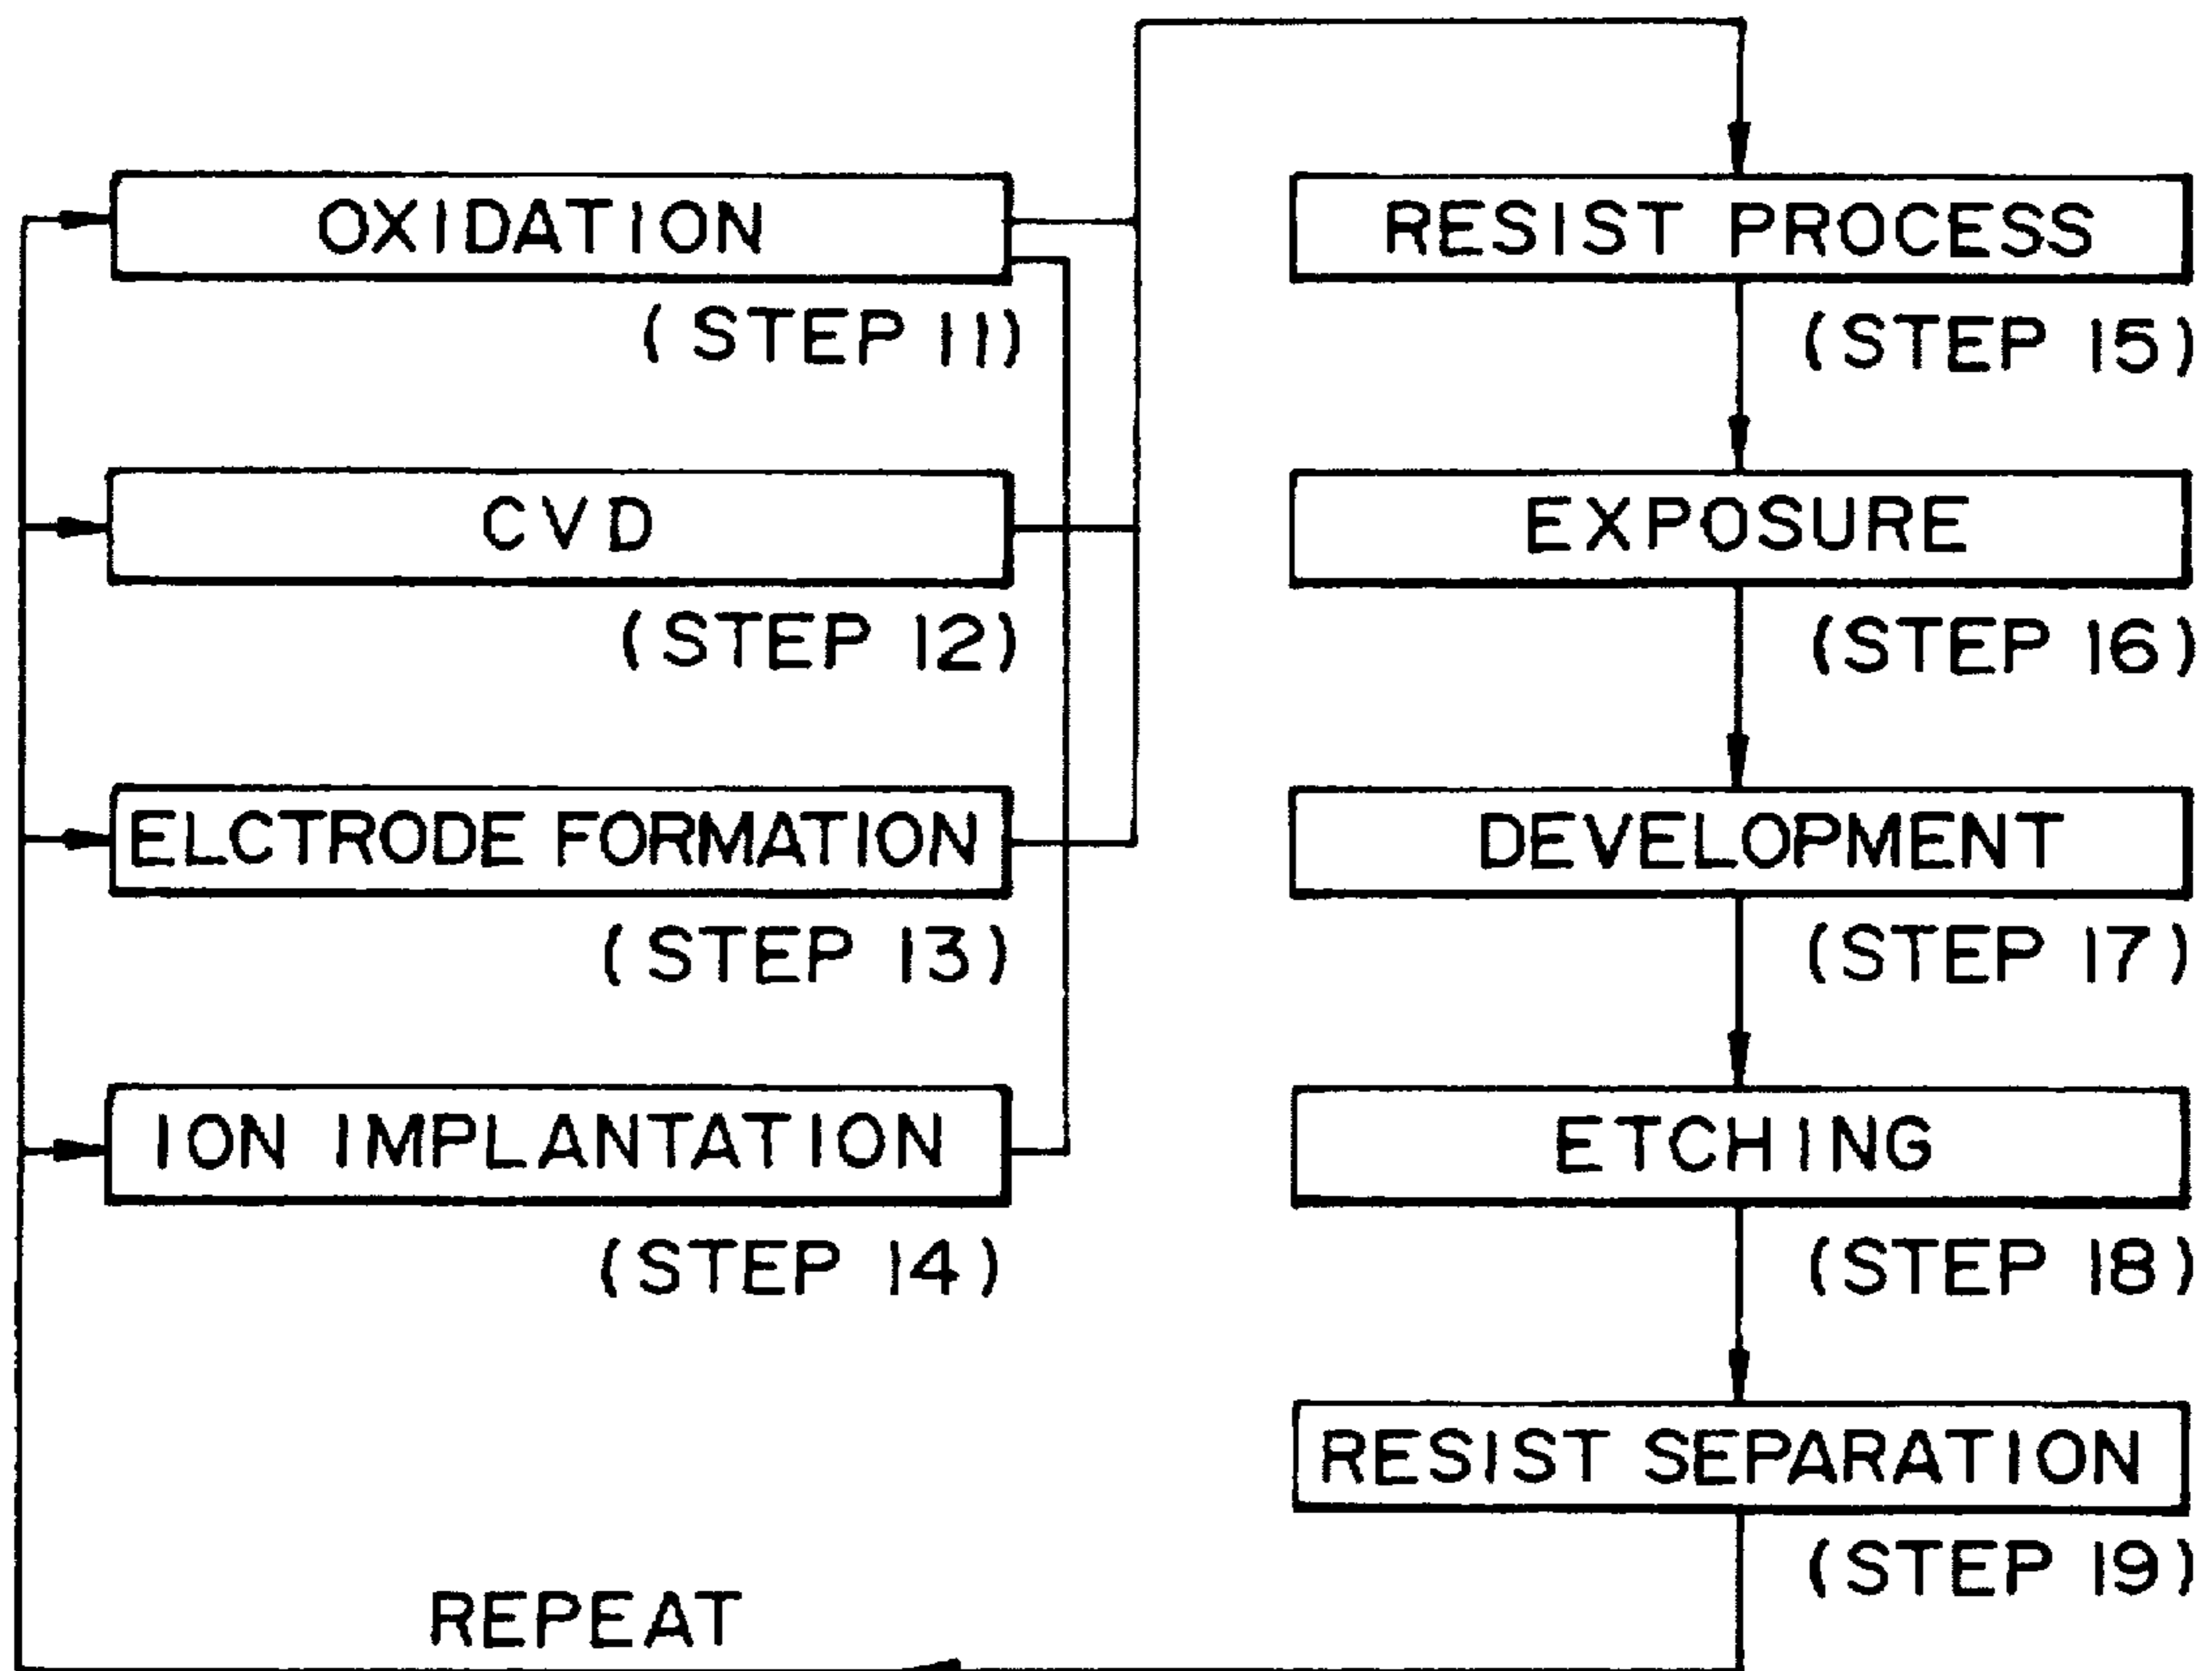 OXIDATION
(STEP 11)
CVD
(STEP 12)
ELCTRODE FORMATION
(STEP 13)
ION IMPLANTATION
(STEP 14)
REPEAT
RESIST PROCESS
(STEP 15)
EXPOSURE
(STEP 16)
DEVELOPMENT
(STEP 17)
ETCHING
(STEP 18)
RESIST SEPARATION
(STEP 19)